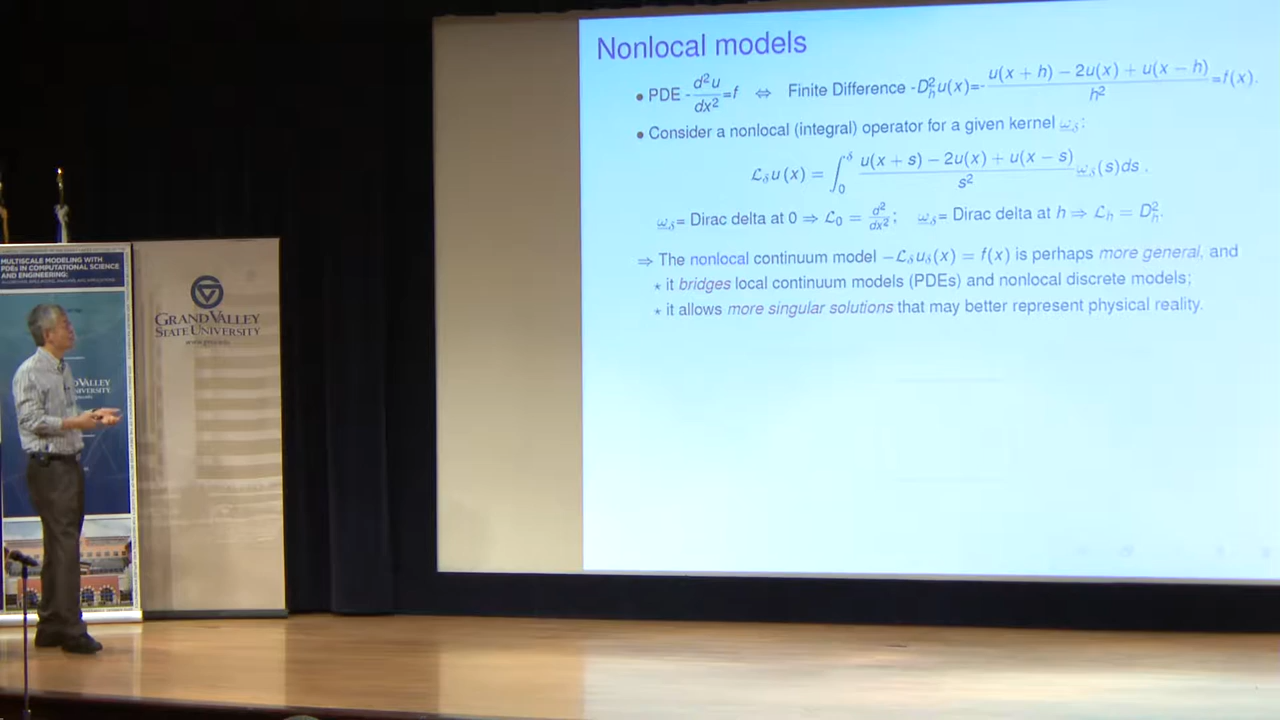 Nonlocal models
• PDE -d²u/dx²=f ⇔ Finite Difference -D²ₕu(x)=-(u(x + h) − 2u(x) + u(x − h))/h²=f(x).
• Consider a nonlocal (integral) operator for a given kernel ω_δ:
ℒ_δu(x) = ∫₀^δ (u(x + s) − 2u(x) + u(x − s))/s² ω_δ(s)ds .
ω_δ= Dirac delta at 0 ⇒ ℒ₀ = d²/dx²; ω_δ= Dirac delta at h ⇒ ℒₕ = D²ₕ.
⇒ The nonlocal continuum model −ℒ_δu_δ(x) = f(x) is perhaps more general, and
⋆ it bridges local continuum models (PDEs) and nonlocal discrete models;
⋆ it allows more singular solutions that may better represent physical reality.
MULTISCALE MODELING WITH
PDEs IN COMPUTATIONAL SCIENCE
AND ENGINEERING:
GRAND VALLEY
STATE UNIVERSITY
www.gvsu.edu